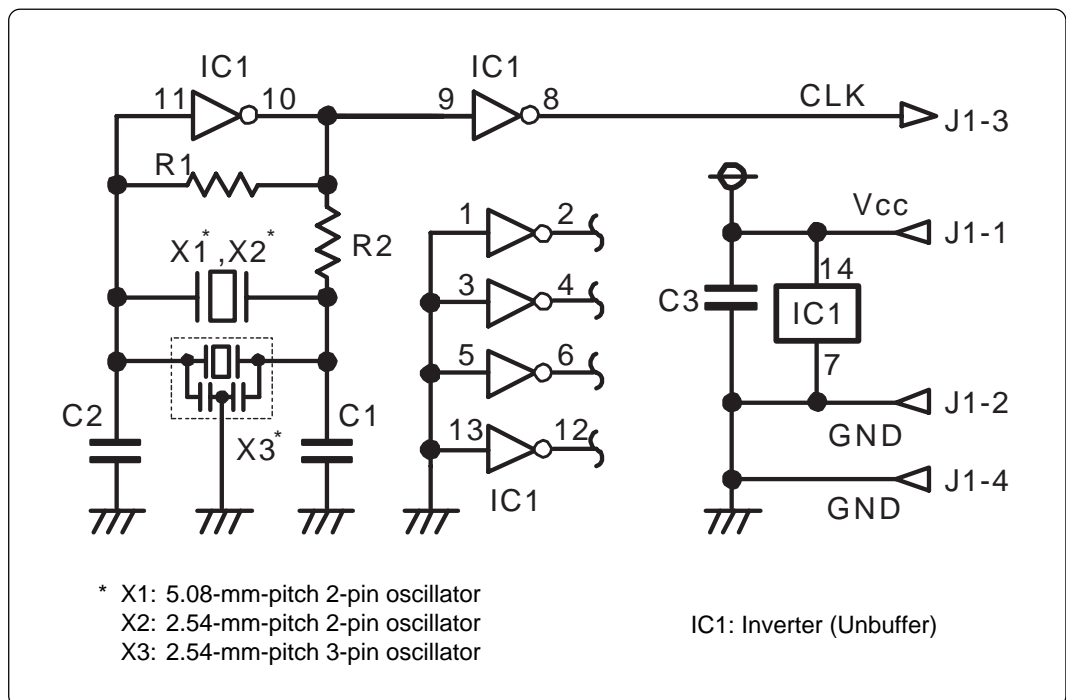 IC1
IC1
11
10
9
8
CLK
J1-3
R1
Vcc
J1-1
1
2
X1*,X2*
R2
14
3
4
C3
IC1
5
6
7
C2
C1
J1-2
X3*
13
12
GND
IC1
J1-4
GND
* X1: 5.08-mm-pitch 2-pin oscillator
X2: 2.54-mm-pitch 2-pin oscillator
X3: 2.54-mm-pitch 3-pin oscillator
IC1: Inverter (Unbuffer)